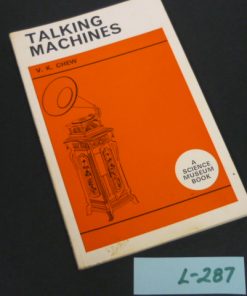 TALKING
MACHINES
V. K. CHEW
A
SCIENCE
MUSEUM
BOOK
L-287